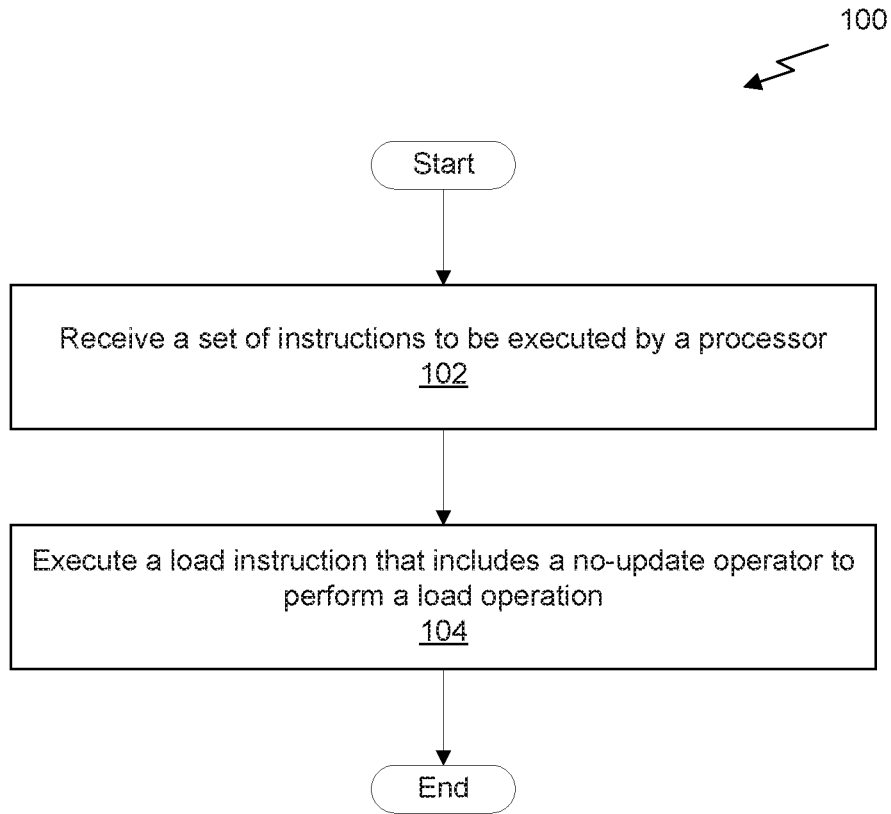 100
Start
Receive a set of instructions to be executed by a processor
102
Execute a load instruction that includes a no-update operator to
perform a load operation
104
End